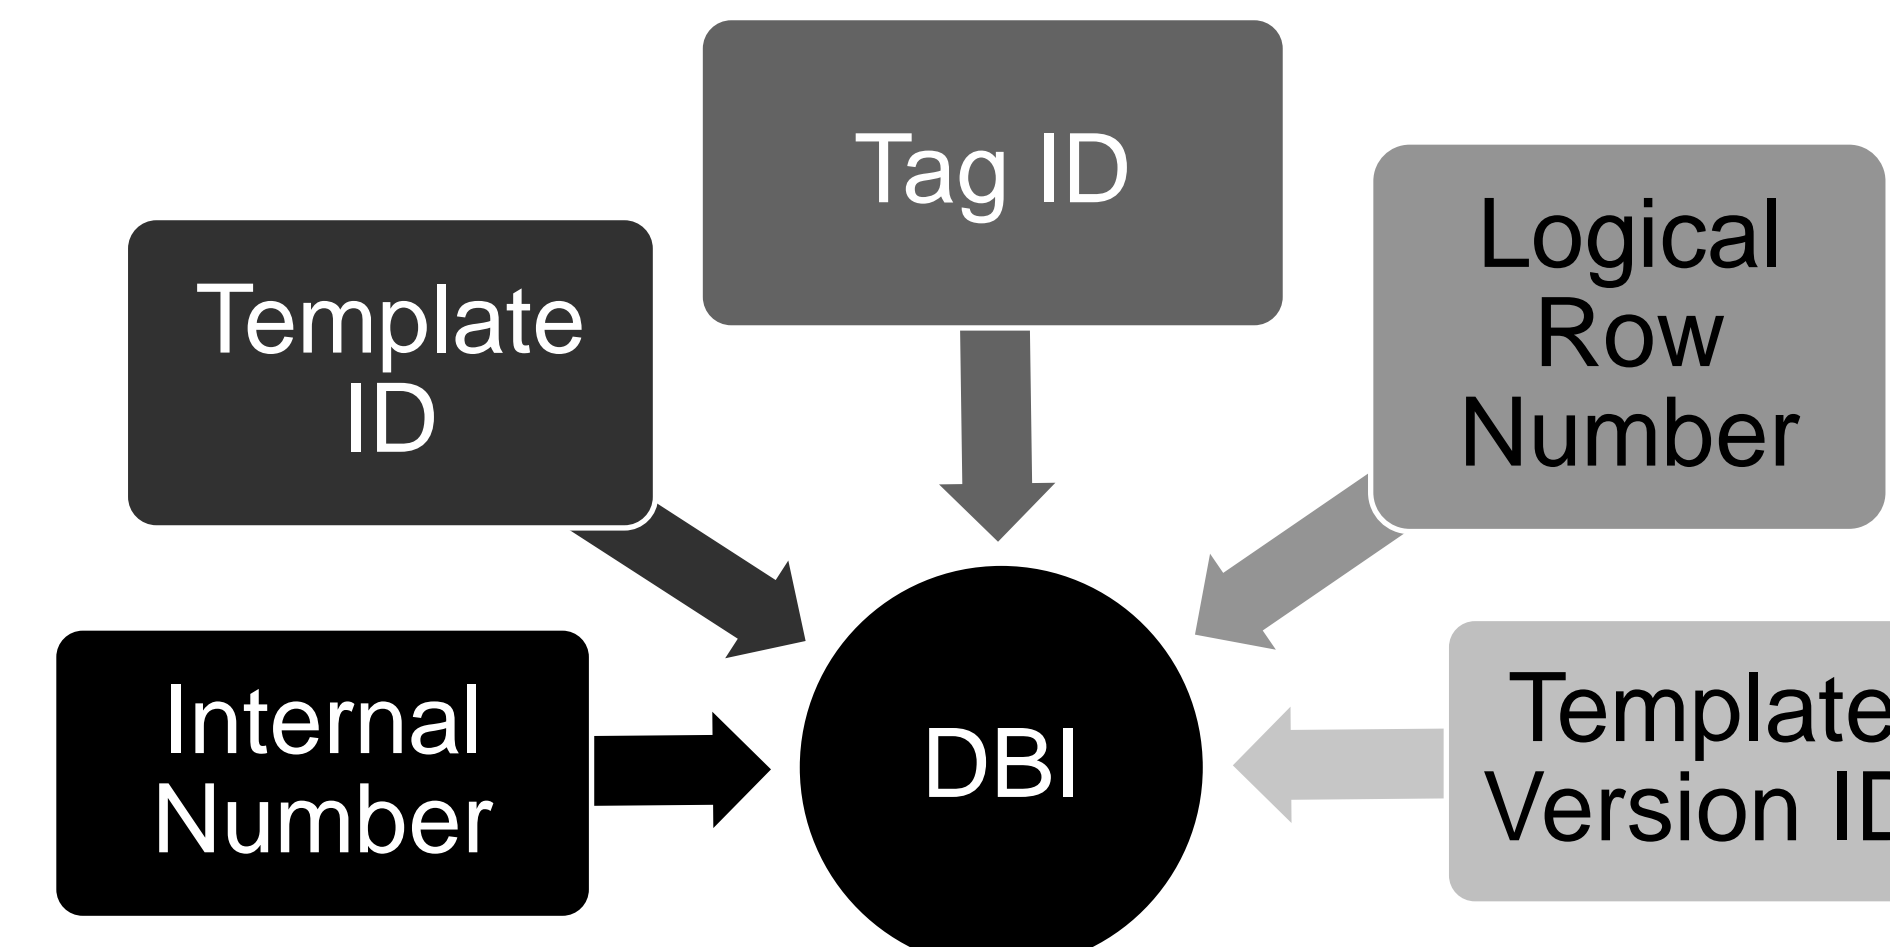 Tag ID
Template
ID
Logical
Row
Number
Internal
Number
DBI
Template
Version ID